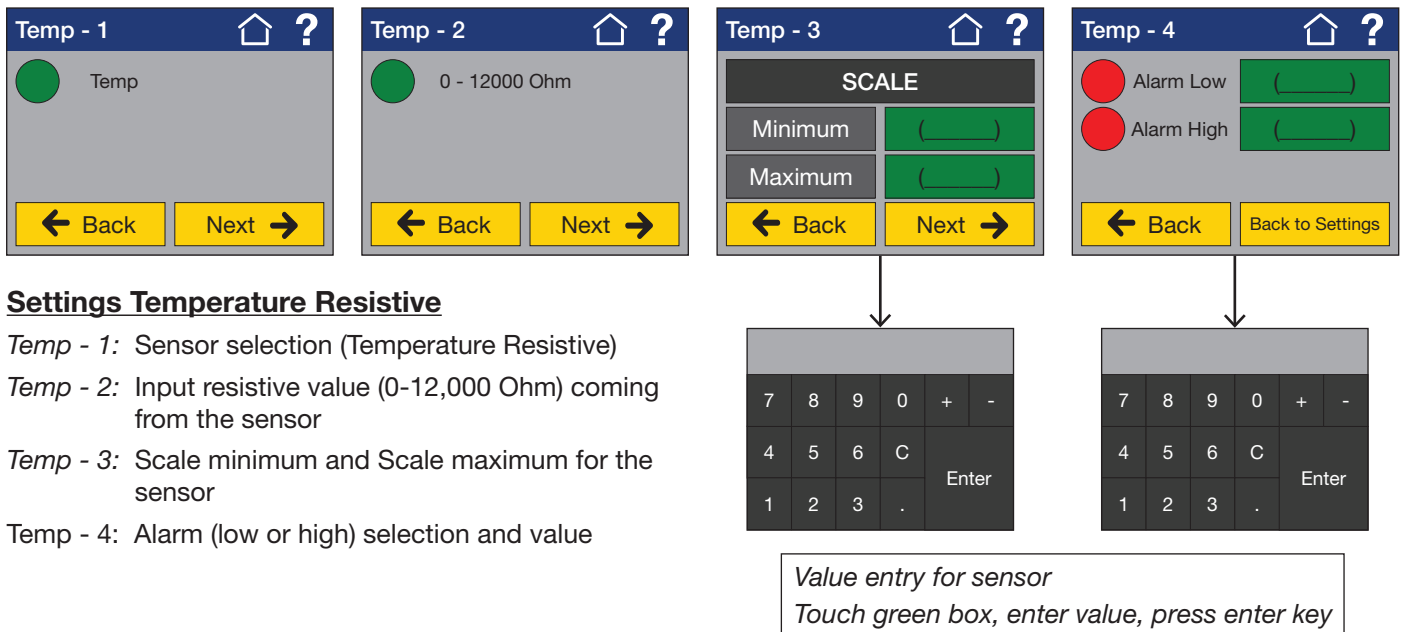 Temp - 1 ?
Temp
Back Next
Temp - 2 ?
0 - 12000 Ohm
Back Next
Temp - 3 ?
SCALE
Minimum (_____)
Maximum (_____)
Back Next
Temp - 4 ?
Alarm Low (_____)
Alarm High (_____)
Back Back to Settings
Settings Temperature Resistive
Temp - 1: Sensor selection (Temperature Resistive)
Temp - 2: Input resistive value (0-12,000 Ohm) coming
from the sensor
Temp - 3: Scale minimum and Scale maximum for the
sensor
Temp - 4: Alarm (low or high) selection and value
7 8 9 0 + -
4 5 6 C
Enter
1 2 3 .
7 8 9 0 + -
4 5 6 C
Enter
1 2 3 .
Value entry for sensor
Touch green box, enter value, press enter key